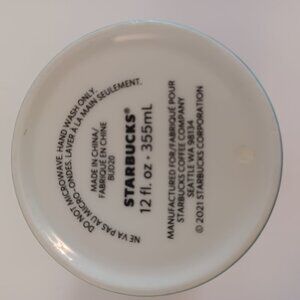 DO NOT MICROWAVE. HAND WASH ONLY.
NE VA PAS AU MICRO-ONDES. LAVER À LA MAIN SEULEMENT.
MADE IN CHINA/
FABRIQUÉ EN CHINE
BUD20
STARBUCKS®
12 fl. oz • 355mL
MANUFACTURED FOR/FABRIQUÉ POUR
STARBUCKS COFFEE COMPANY
SEATTLE WA 98134
© 2021 STARBUCKS CORPORATION